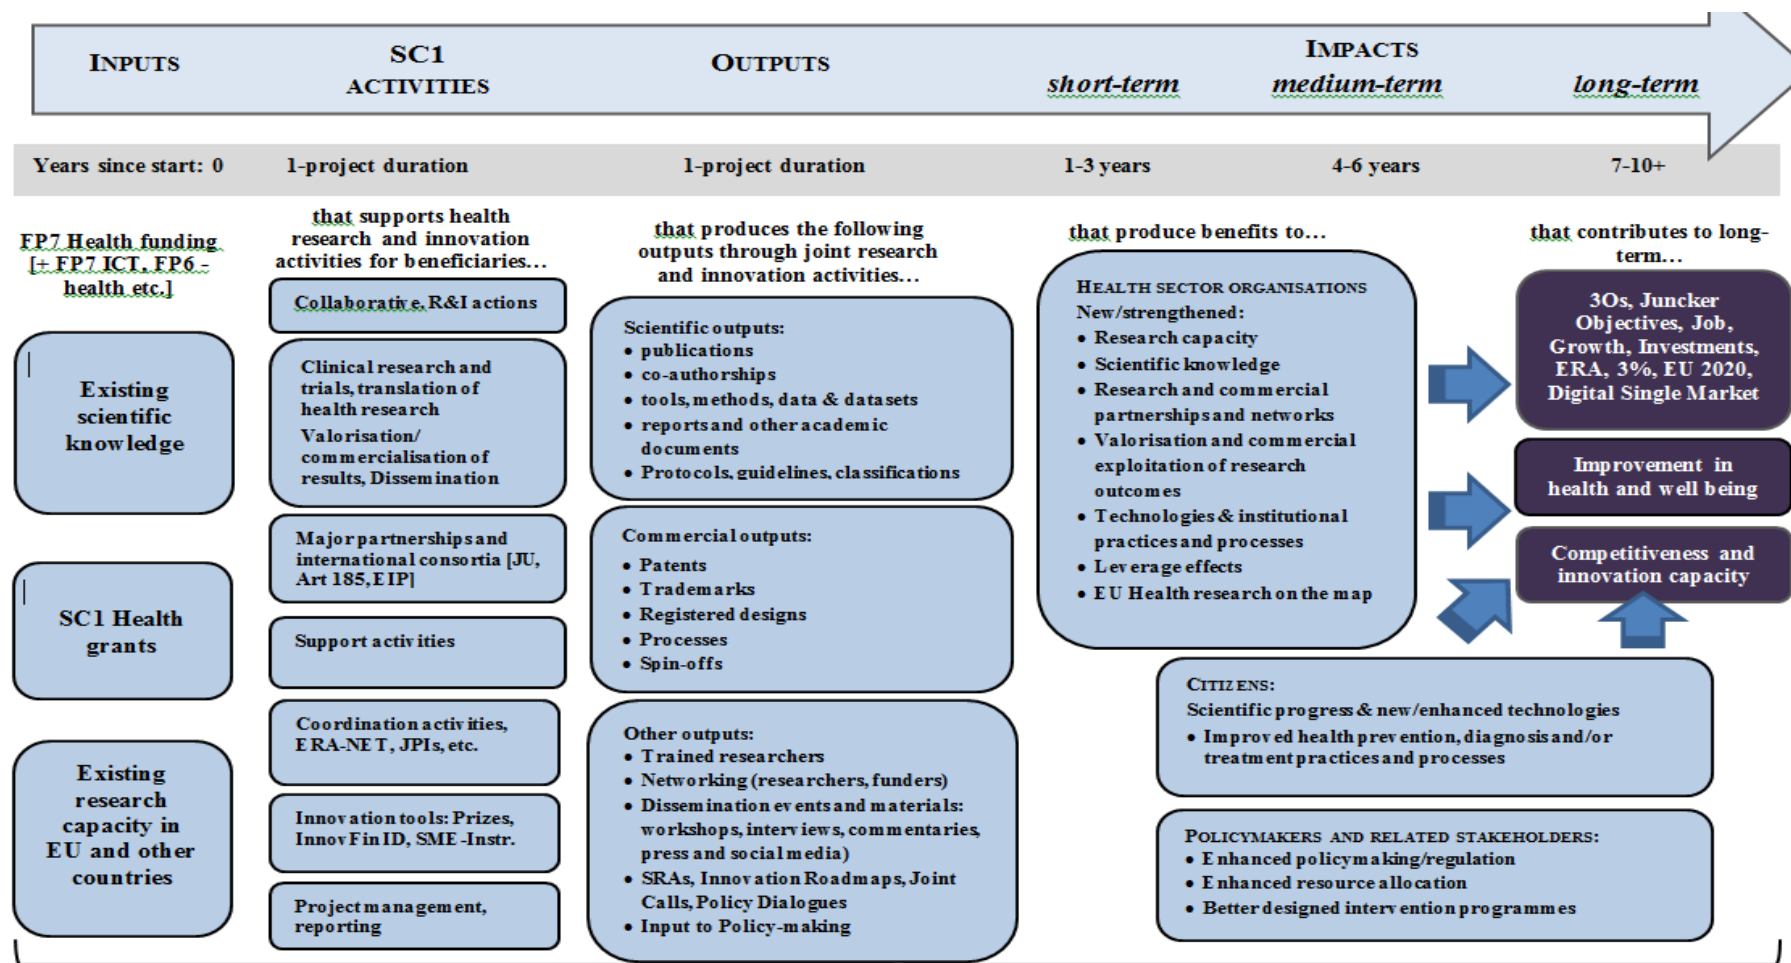 INPUTS
SC1
ACTIVITIES
OUTPUTS
IMPACTS
short-term
medium-term
long-term
Years since start: 0
1-project duration
1-project duration
1-3 years
4-6 years
7-10+
FP7 Health funding
[+ FP7 ICT, FP6 -
health etc.]
Existing
scientific
knowledge
SC1 Health
grants
Existing
research
capacity in
EU and other
countries
that supports health
research and innovation
activities for beneficiaries…
Collaborative, R&I actions
Clinical research and
trials, translation of
health research
Valorisation/
commercialisation of
results, Dissemination
Major partnerships and
international consortia [JU,
Art 185, EIP]
Support activities
Coordination activities,
ERA-NET, JPIs, etc.
Innovation tools: Prizes,
InnovFin ID, SME-Instr.
Project management,
reporting
that produces the following
outputs through joint research
and innovation activities…
Scientific outputs:
• publications
• co-authorships
• tools, methods, data & datasets
• reports and other academic
documents
• Protocols, guidelines, classifications
Commercial outputs:
• Patents
• Trademarks
• Registered designs
• Processes
• Spin-offs
Other outputs:
• Trained researchers
• Networking (researchers, funders)
• Dissemination events and materials:
workshops, interviews, commentaries,
press and social media)
• SRAs, Innovation Roadmaps, Joint
Calls, Policy Dialogues
• Input to Policy-making
that produce benefits to…
HEALTH SECTOR ORGANISATIONS
New/strengthened:
• Research capacity
• Scientific knowledge
• Research and commercial
partnerships and networks
• Valorisation and commercial
exploitation of research
outcomes
• Technologies & institutional
practices and processes
• Leverage effects
• EU Health research on the map
CITIZENS:
Scientific progress & new/enhanced technologies
• Improved health prevention, diagnosis and/or
treatment practices and processes
POLICYMAKERS AND RELATED STAKEHOLDERS:
• Enhanced policymaking/regulation
• Enhanced resource allocation
• Better designed intervention programmes
that contributes to long-
term…
3Os, Juncker
Objectives, Job,
Growth, Investments,
ERA, 3%, EU 2020,
Digital Single Market
Improvement in
health and well being
Competitiveness and
innovation capacity